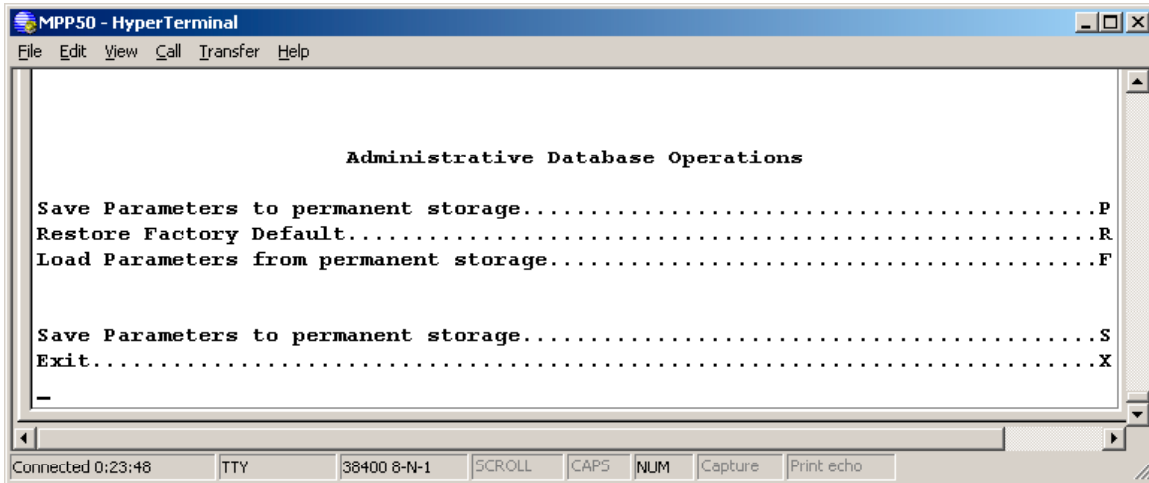 MPP50 - HyperTerminal
File Edit View Call Transfer Help
Administrative Database Operations
Save Parameters to permanent storage...........................................P
Restore Factory Default........................................................R
Load Parameters from permanent storage.........................................F
Save Parameters to permanent storage...........................................S
Exit...........................................................................X
_
Connected 0:23:48 TTY 38400 8-N-1 SCROLL CAPS NUM Capture Print echo